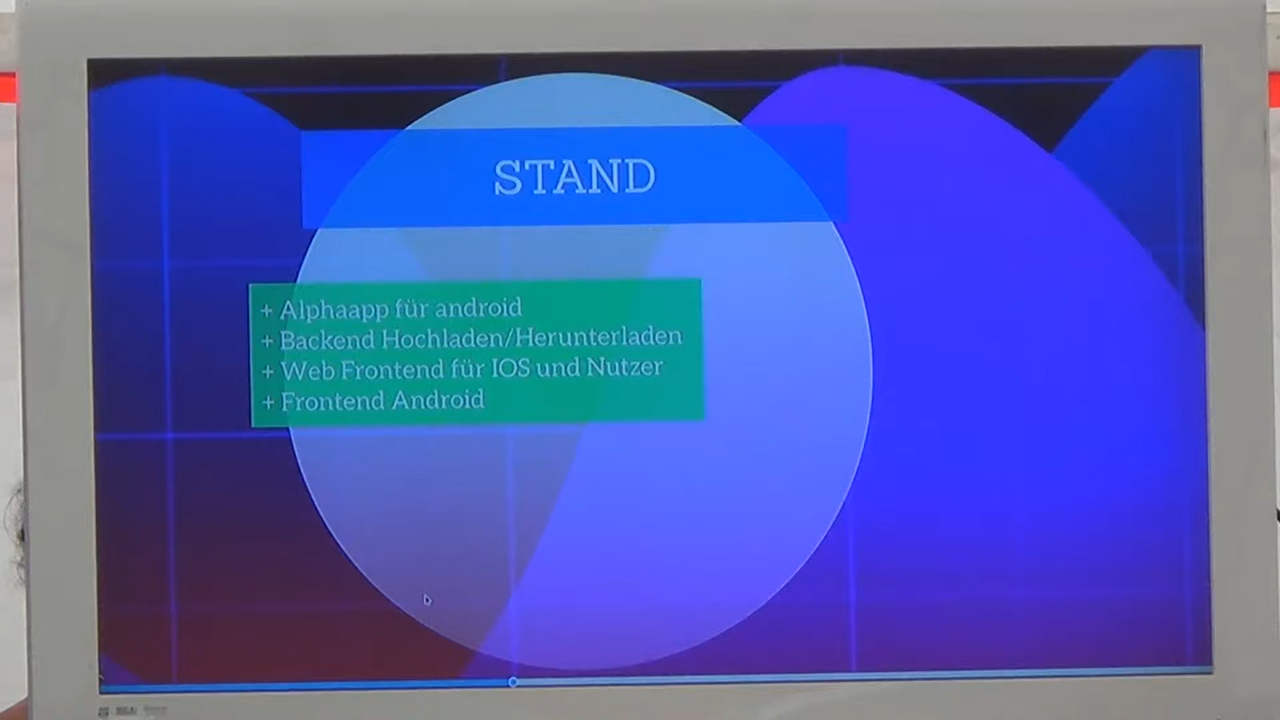 STAND
+ Alphaapp für android
+ Backend Hochladen/Herunterladen
+ Web Frontend für IOS und Nutzer
+ Frontend Android